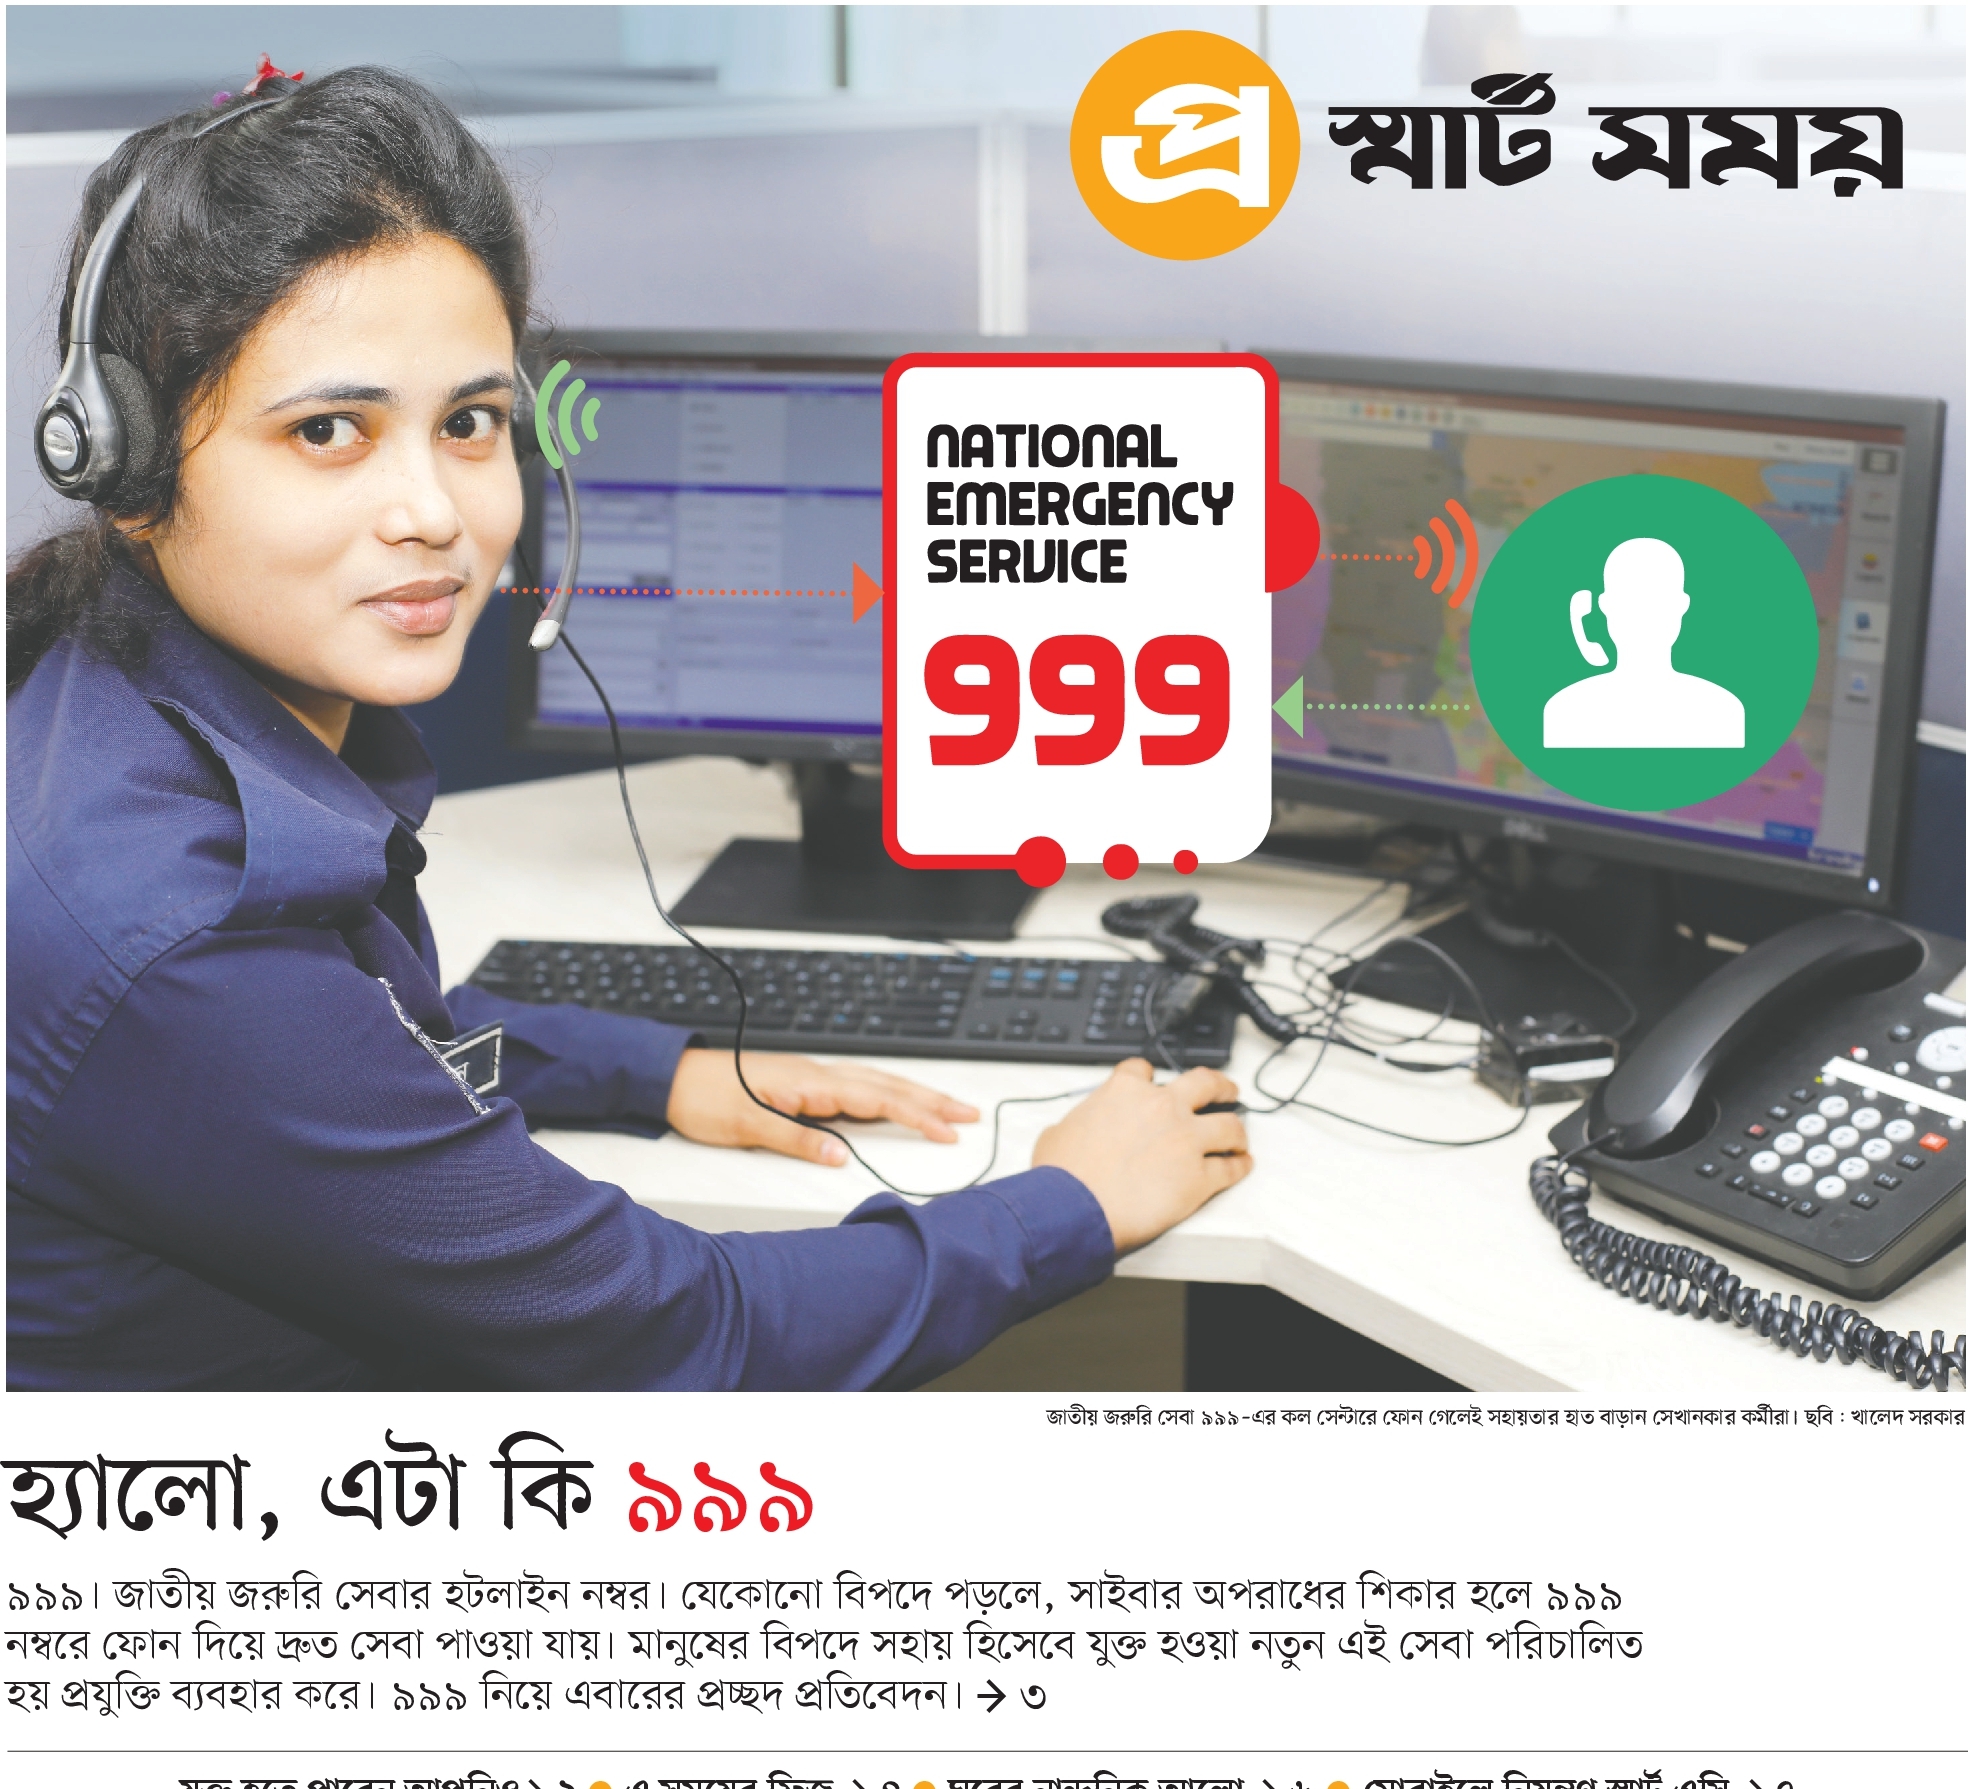 প্র স্মার্ট সময়
NATIONAL
EMERGENCY
SERVICE
999
DELL
জাতীয় জরুরি সেবা ৯৯৯-এর কল সেন্টারে ফোন গেলেই সহায়তার হাত বাড়ান সেখানকার কর্মীরা। ছবি : খালেদ সরকার
হ্যালো, এটা কি ৯৯৯
৯৯৯। জাতীয় জরুরি সেবার হটলাইন নম্বর। যেকোনো বিপদে পড়লে, সাইবার অপরাধের শিকার হলে ৯৯৯
নম্বরে ফোন দিয়ে দ্রুত সেবা পাওয়া যায়। মানুষের বিপদে সহায় হিসেবে যুক্ত হওয়া নতুন এই সেবা পরিচালিত
হয় প্রযুক্তি ব্যবহার করে। ৯৯৯ নিয়ে এবারের প্রচ্ছদ প্রতিবেদন। → ৩